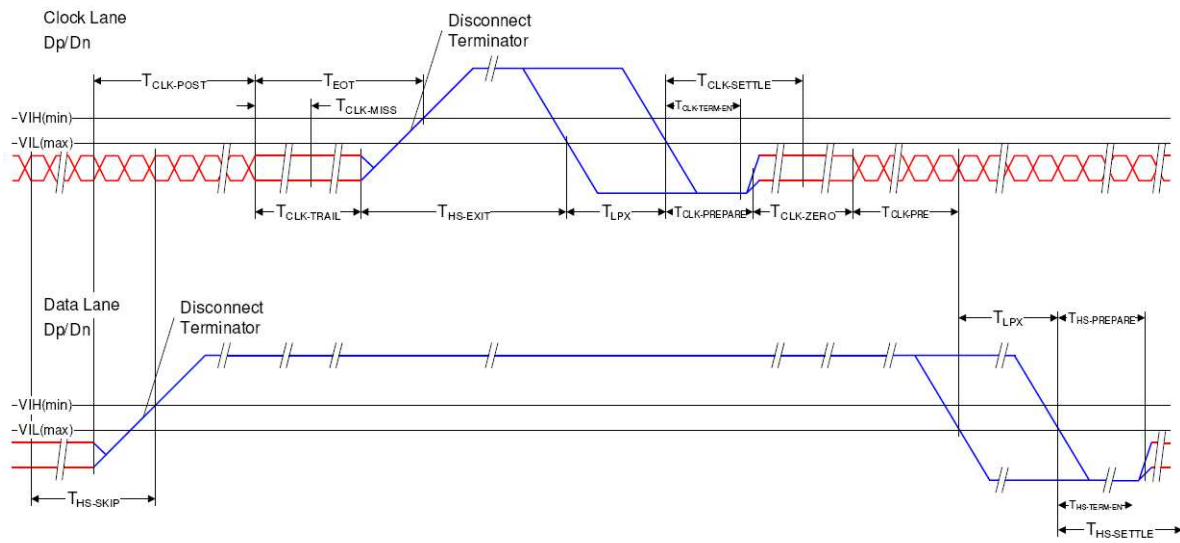 Clock Lane
Dp/Dn
Disconnect
Terminator
TCLK-POST
TEOT
TCLK-SETTLE
TCLK-MISS
TCLK-TERM-EN
VIH(min)
VIL(max)
TCLK-TRAIL
THS-EXIT
TLPX
TCLK-PREPARE
TCLK-ZERO
TCLK-PRE
Data Lane
Dp/Dn
Disconnect
Terminator
TLPX
THS-PREPARE
VIH(min)
VIL(max)
THS-SKIP
THS-TERM-EN
THS-SETTLE